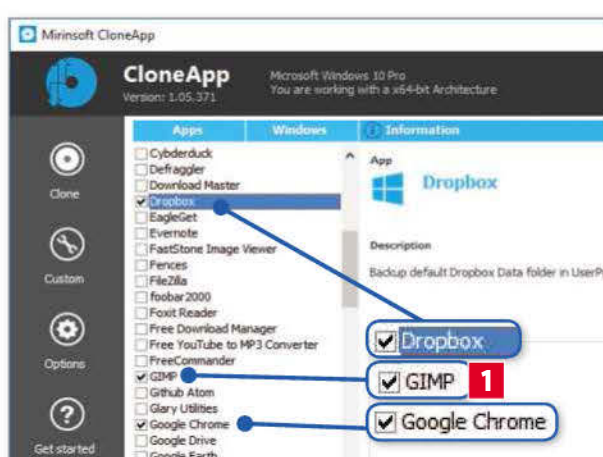 Mirinsoft CloneApp
CloneApp
Version: 1.05.371
Microsoft Windows 10 Pro
You are working with a x64-bit Architecture
Apps
Windows
Information
Clone
Custom
Options
Get started
Cybderduck
Defraggler
Download Master
Dropbox
EagleGet
Evernote
FastStone Image Viewer
Fences
FileZilla
foobar2000
Foxit Reader
Free Download Manager
Free YouTube to MP3 Converter
FreeCommander
GIMP
Github Atom
Glary Utilities
Google Chrome
Google Drive
Google Earth
App
Dropbox
Description
Backup default Dropbox Data folder in UserP
Dropbox
GIMP
1
Google Chrome